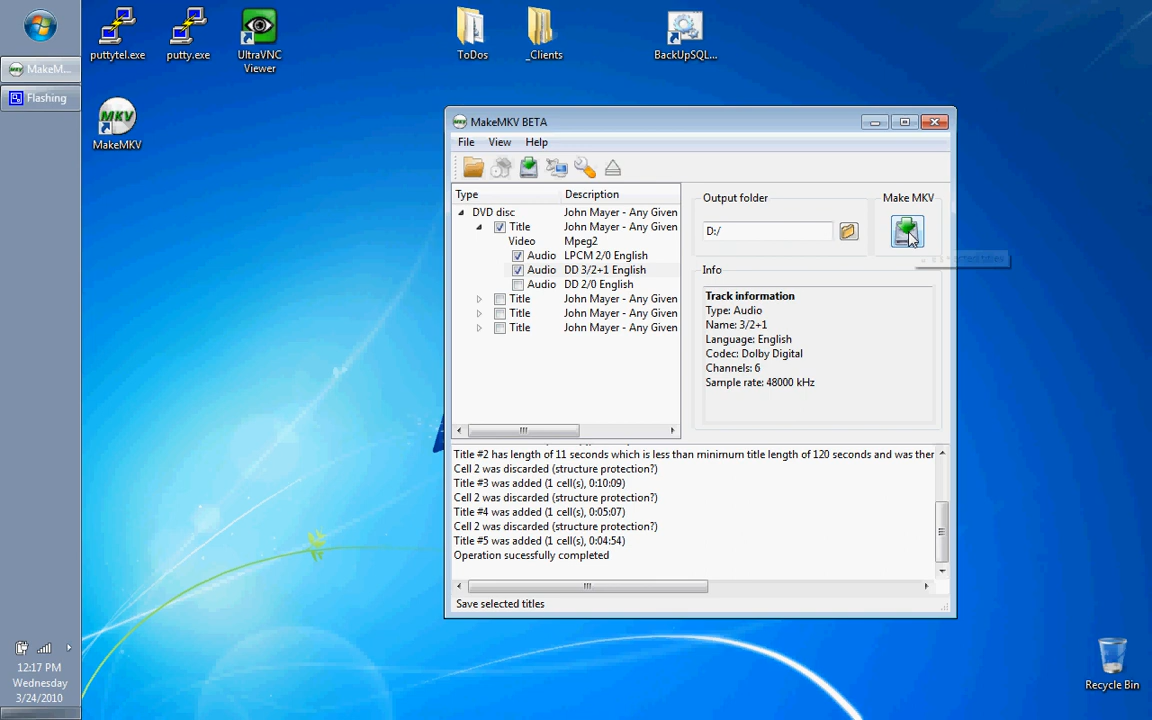 puttytel.exe
putty.exe
UltraVNC
Viewer
ToDos
_Clients
BackUpSQL...
MakeM...
Flashing
MKV
MakeMKV
MakeMKV BETA
File View Help
Type Description
DVD disc John Mayer - Any Given
Title John Mayer - Any Given
Video Mpeg2
Audio LPCM 2/0 English
Audio DD 3/2+1 English
Audio DD 2/0 English
Title John Mayer - Any Given
Title John Mayer - Any Given
Title John Mayer - Any Given
Output folder
D:/
Make MKV
Info
Track information
Type: Audio
Name: 3/2+1
Language: English
Codec: Dolby Digital
Channels: 6
Sample rate: 48000 kHz
Title #2 has length of 11 seconds which is less than minimum title length of 120 seconds and was ther
Cell 2 was discarded (structure protection?)
Title #3 was added (1 cell(s), 0:10:09)
Cell 2 was discarded (structure protection?)
Title #4 was added (1 cell(s), 0:05:07)
Cell 2 was discarded (structure protection?)
Title #5 was added (1 cell(s), 0:04:54)
Operation sucessfully completed
Save selected titles
12:17 PM
Wednesday
3/24/2010
Recycle Bin